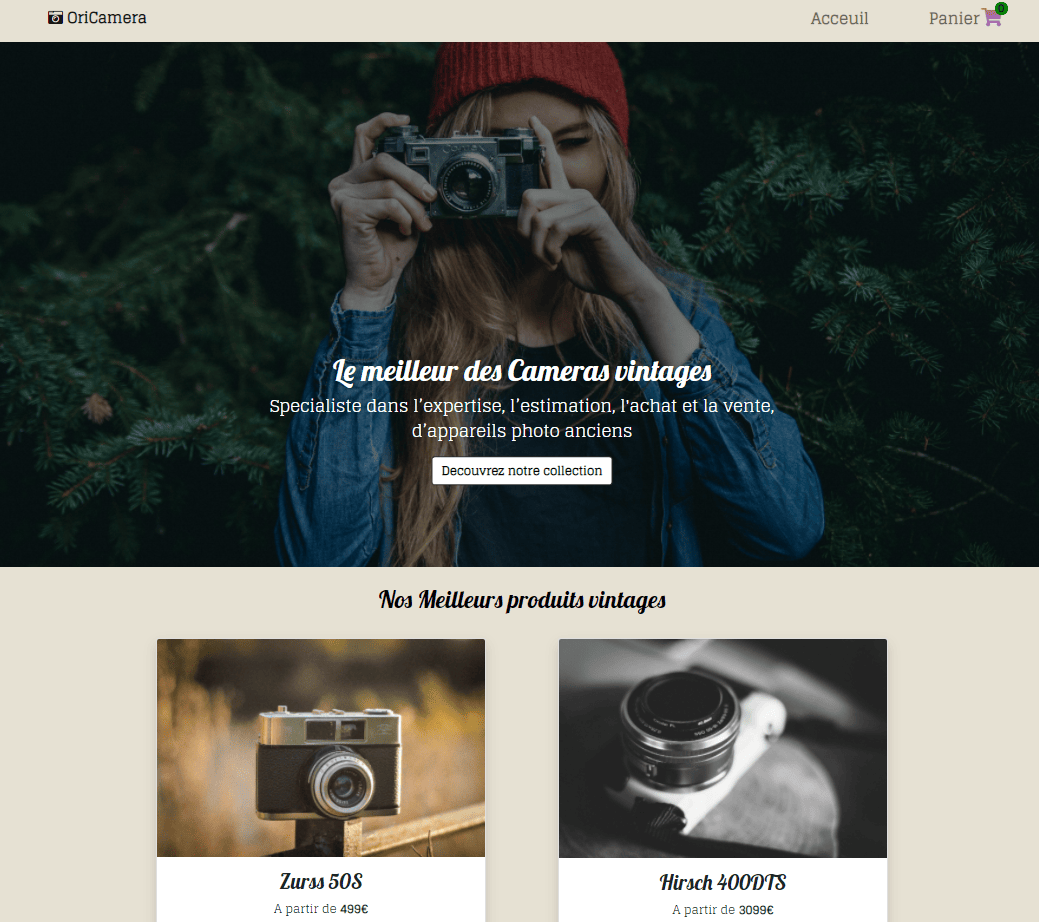 OriCamera
Acceuil
Panier
0
CONTAX
Le meilleur des Cameras vintages
Specialiste dans l'expertise, l'estimation, l'achat et la vente,
d'appareils photo anciens
Decouvrez notre collection
Nos Meilleurs produits vintages
Zurss 50S
A partir de 499€
Hirsch 400DTS
A partir de 3099€